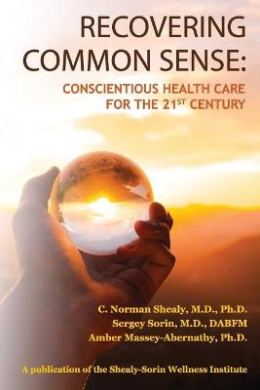 RECOVERING
COMMON SENSE:
CONSCIENTIOUS HEALTH CARE
FOR THE 21ST CENTURY
C. Norman Shealy, M.D., Ph.D.
Sergey Sorin, M.D., DABFM
Amber Massey-Abernathy, Ph.D.
A publication of the Shealy-Sorin Wellness Institute